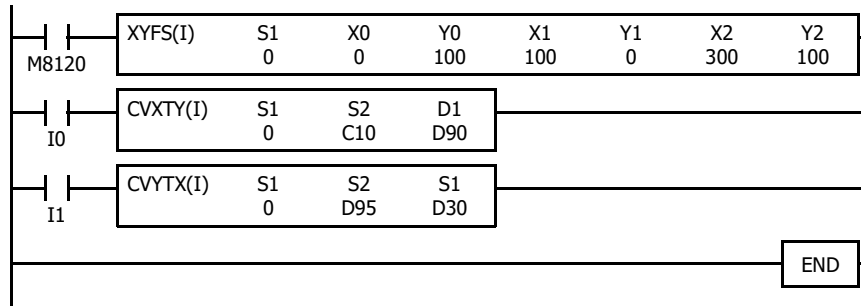 XYFS(I) S1 X0 Y0 X1 Y1 X2 Y2
0 0 100 100 0 300 100
M8120
CVXTY(I) S1 S2 D1
0 C10 D90
I0
CVYTX(I) S1 S2 S1
0 D95 D30
I1
END